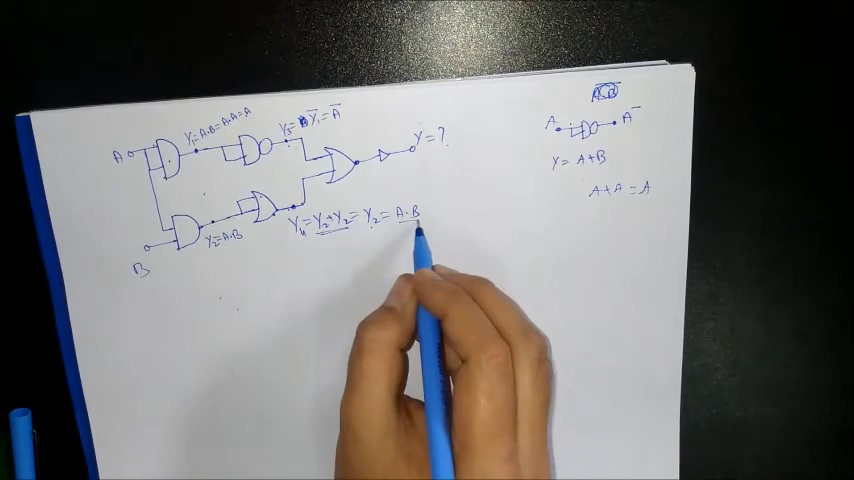 A
Y₁=A·B=A·A=A
Y₃= Y̅₁=A̅
Y=?
B
Y₂=A·B
Y₄=Y₂+Y₂=Y₂=A·B
A A̅
Y=A+B
A+A=A